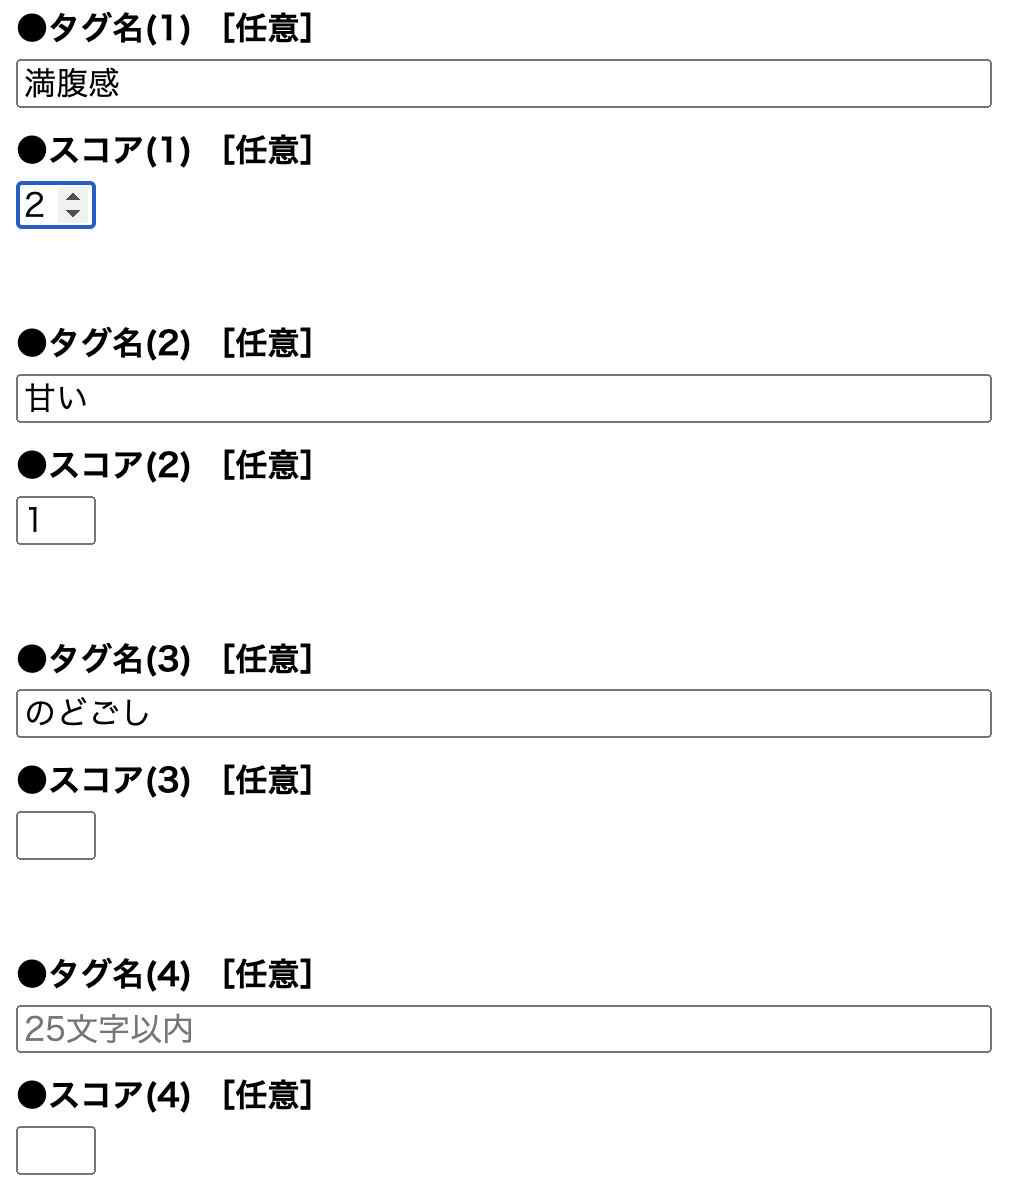 ●タグ名(1) [任意]
満腹感
●スコア(1) [任意]
2
●タグ名(2) [任意]
甘い
●スコア(2) [任意]
1
●タグ名(3) [任意]
のどごし
●スコア(3) [任意]
●タグ名(4) [任意]
25文字以内
●スコア(4) [任意]